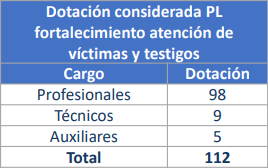 Dotación considerada PL
fortalecimiento atención de
víctimas y testigos
Cargo Dotación
Profesionales 98
Técnicos 9
Auxiliares 5
Total 112